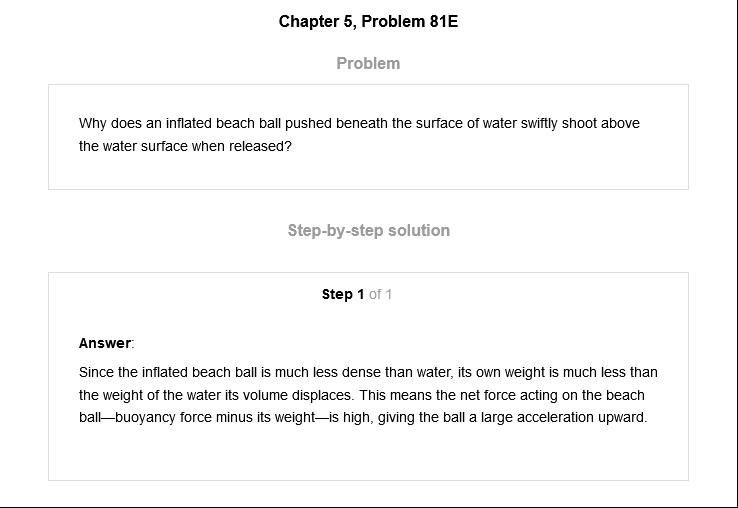 Chapter 5, Problem 81E
Problem
Why does an inflated beach ball pushed beneath the surface of water swiftly shoot above
the water surface when released?
Step-by-step solution
Step 1 of 1
Answer:
Since the inflated beach ball is much less dense than water, its own weight is much less than
the weight of the water its volume displaces. This means the net force acting on the beach
ball—buoyancy force minus its weight—is high, giving the ball a large acceleration upward.